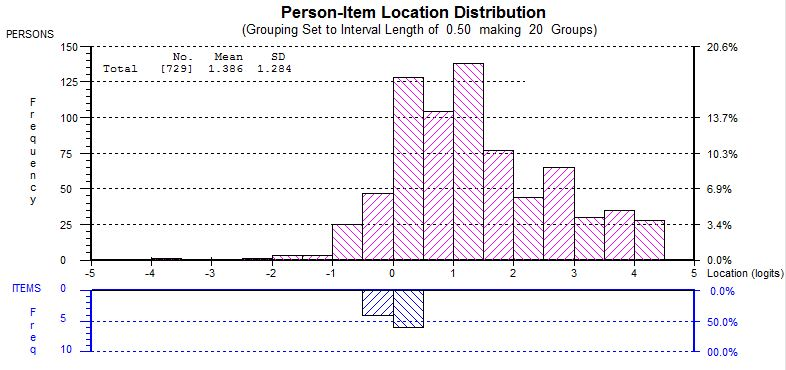 Person-Item Location Distribution
(Grouping Set to Interval Length of 0.50 making 20 Groups)
PERSONS
No. Mean SD
Total [729] 1.386 1.284
Frequency
150
125
100
75
50
25
0
20.6%
13.7%
10.3%
6.9%
3.4%
0.0%
-5 -4 -3 -2 -1 0 1 2 3 4 5 Location (logits)
ITEMS
Freq
0
5
10
0.0%
50.0%
00.0%